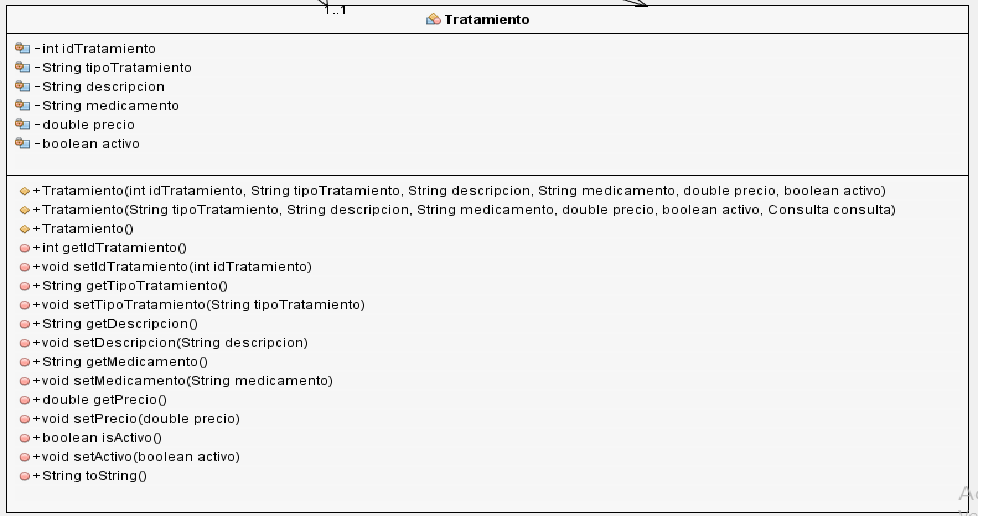 1..1
Tratamiento
-int idTratamiento
-String tipoTratamiento
-String descripcion
-String medicamento
-double precio
-boolean activo
+Tratamiento(int idTratamiento, String tipoTratamiento, String descripcion, String medicamento, double precio, boolean activo)
+Tratamiento(String tipoTratamiento, String descripcion, String medicamento, double precio, boolean activo, Consulta consulta)
+Tratamiento()
+int getIdTratamiento()
+void setIdTratamiento(int idTratamiento)
+String getTipoTratamiento()
+void setTipoTratamiento(String tipoTratamiento)
+String getDescripcion()
+void setDescripcion(String descripcion)
+String getMedicamento()
+void setMedicamento(String medicamento)
+double getPrecio()
+void setPrecio(double precio)
+boolean isActivo()
+void setActivo(boolean activo)
+String toString()